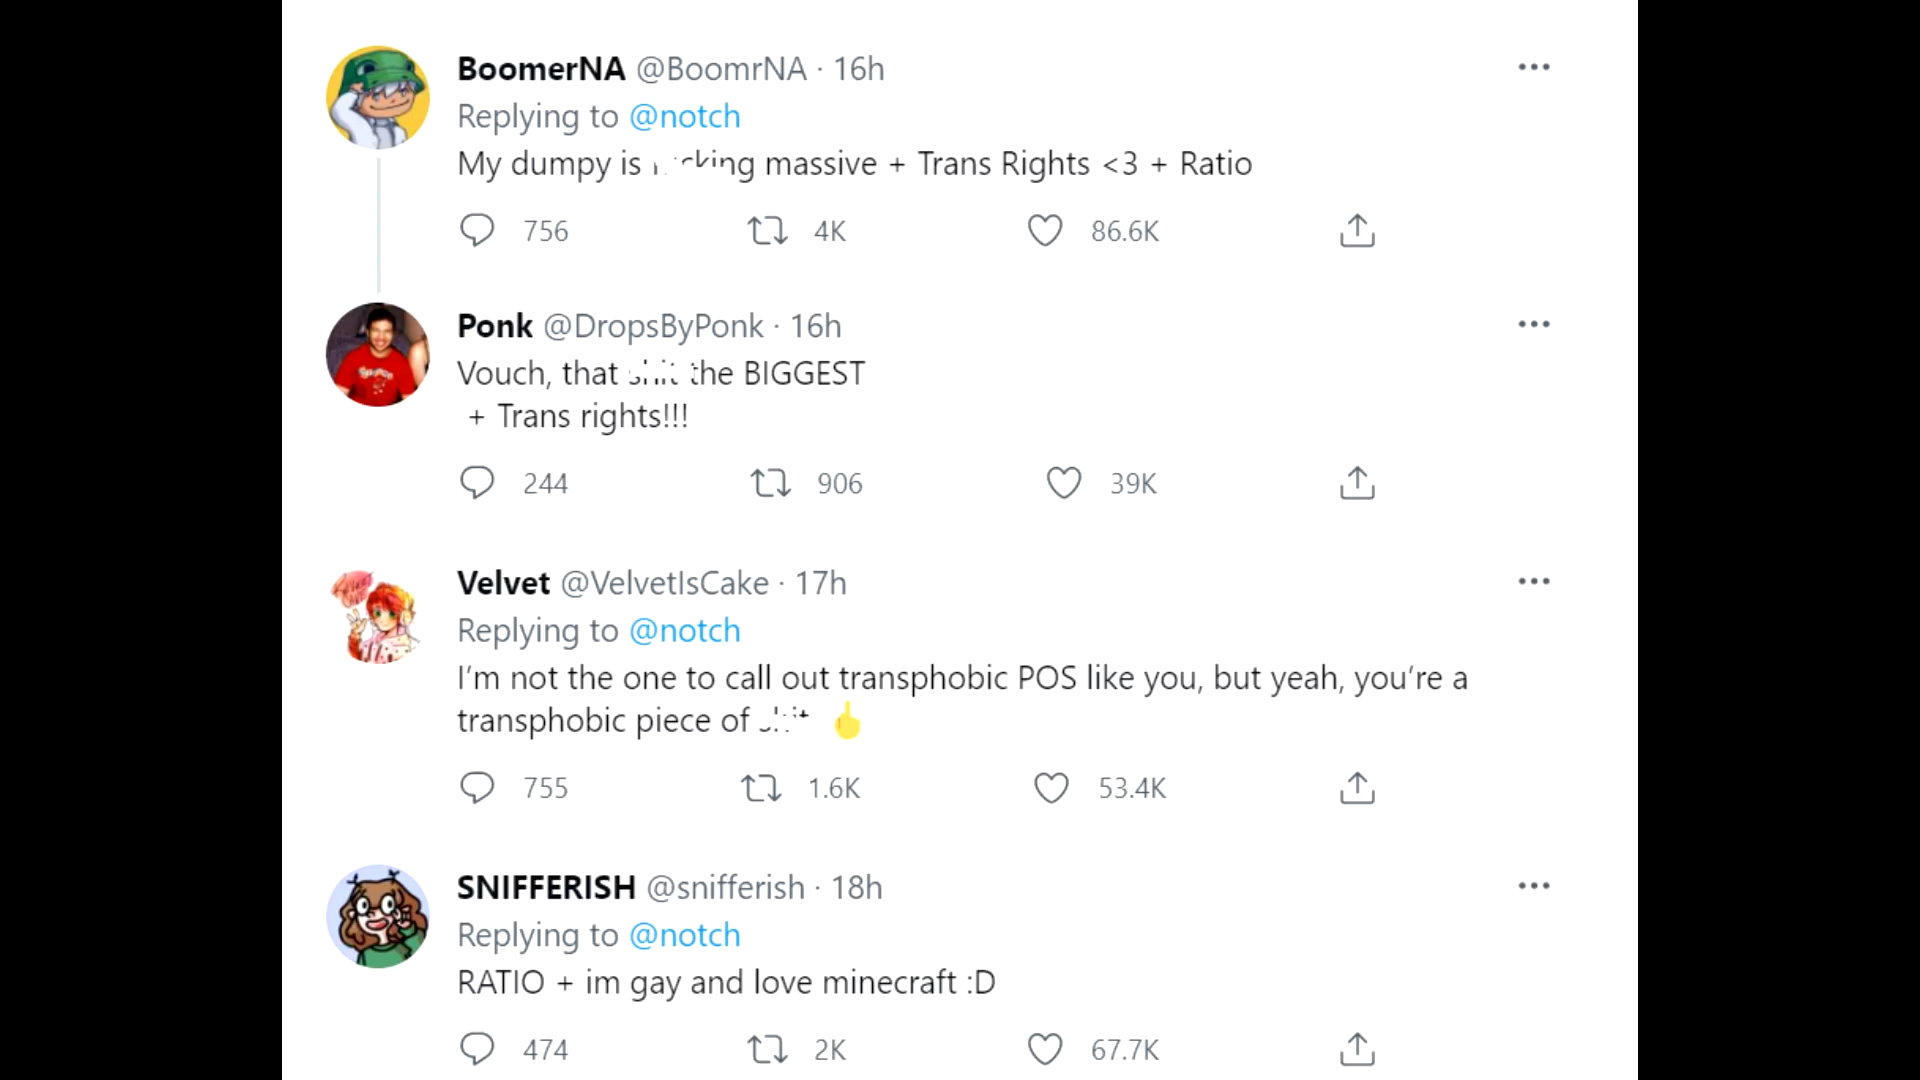 BoomerNA @BoomrNA · 16h
Replying to @notch
My dumpy is massive + Trans Rights <3 + Ratio
756 4K 86.6K
Ponk @DropsByPonk · 16h
Vouch, that the BIGGEST
+ Trans rights!!!
244 906 39K
Velvet @VelvetIsCake · 17h
Replying to @notch
I'm not the one to call out transphobic POS like you, but yeah, you're a
transphobic piece of 🖕
755 1.6K 53.4K
SNIFFERISH @snifferish · 18h
Replying to @notch
RATIO + im gay and love minecraft :D
474 2K 67.7K